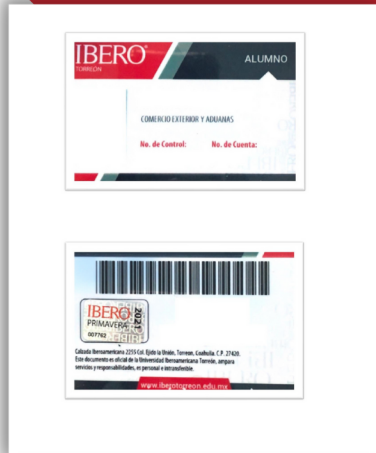 IBERO
TORREÓN
ALUMNO
COMERCIO EXTERIOR Y ADUANAS
No. de Control: No. de Cuenta:
IBERO
PRIMAVERA
2021
007762
Calzada Iberoamericana 2255 Col. Ejido la Unión, Torreon, Coahuila. C.P. 27420.
Este documento es oficial de la Universidad Iberoamericana Torreón, ampara
servicios y responsabilidades, es personal e intransferible.
www.iberotorreon.edu.mx